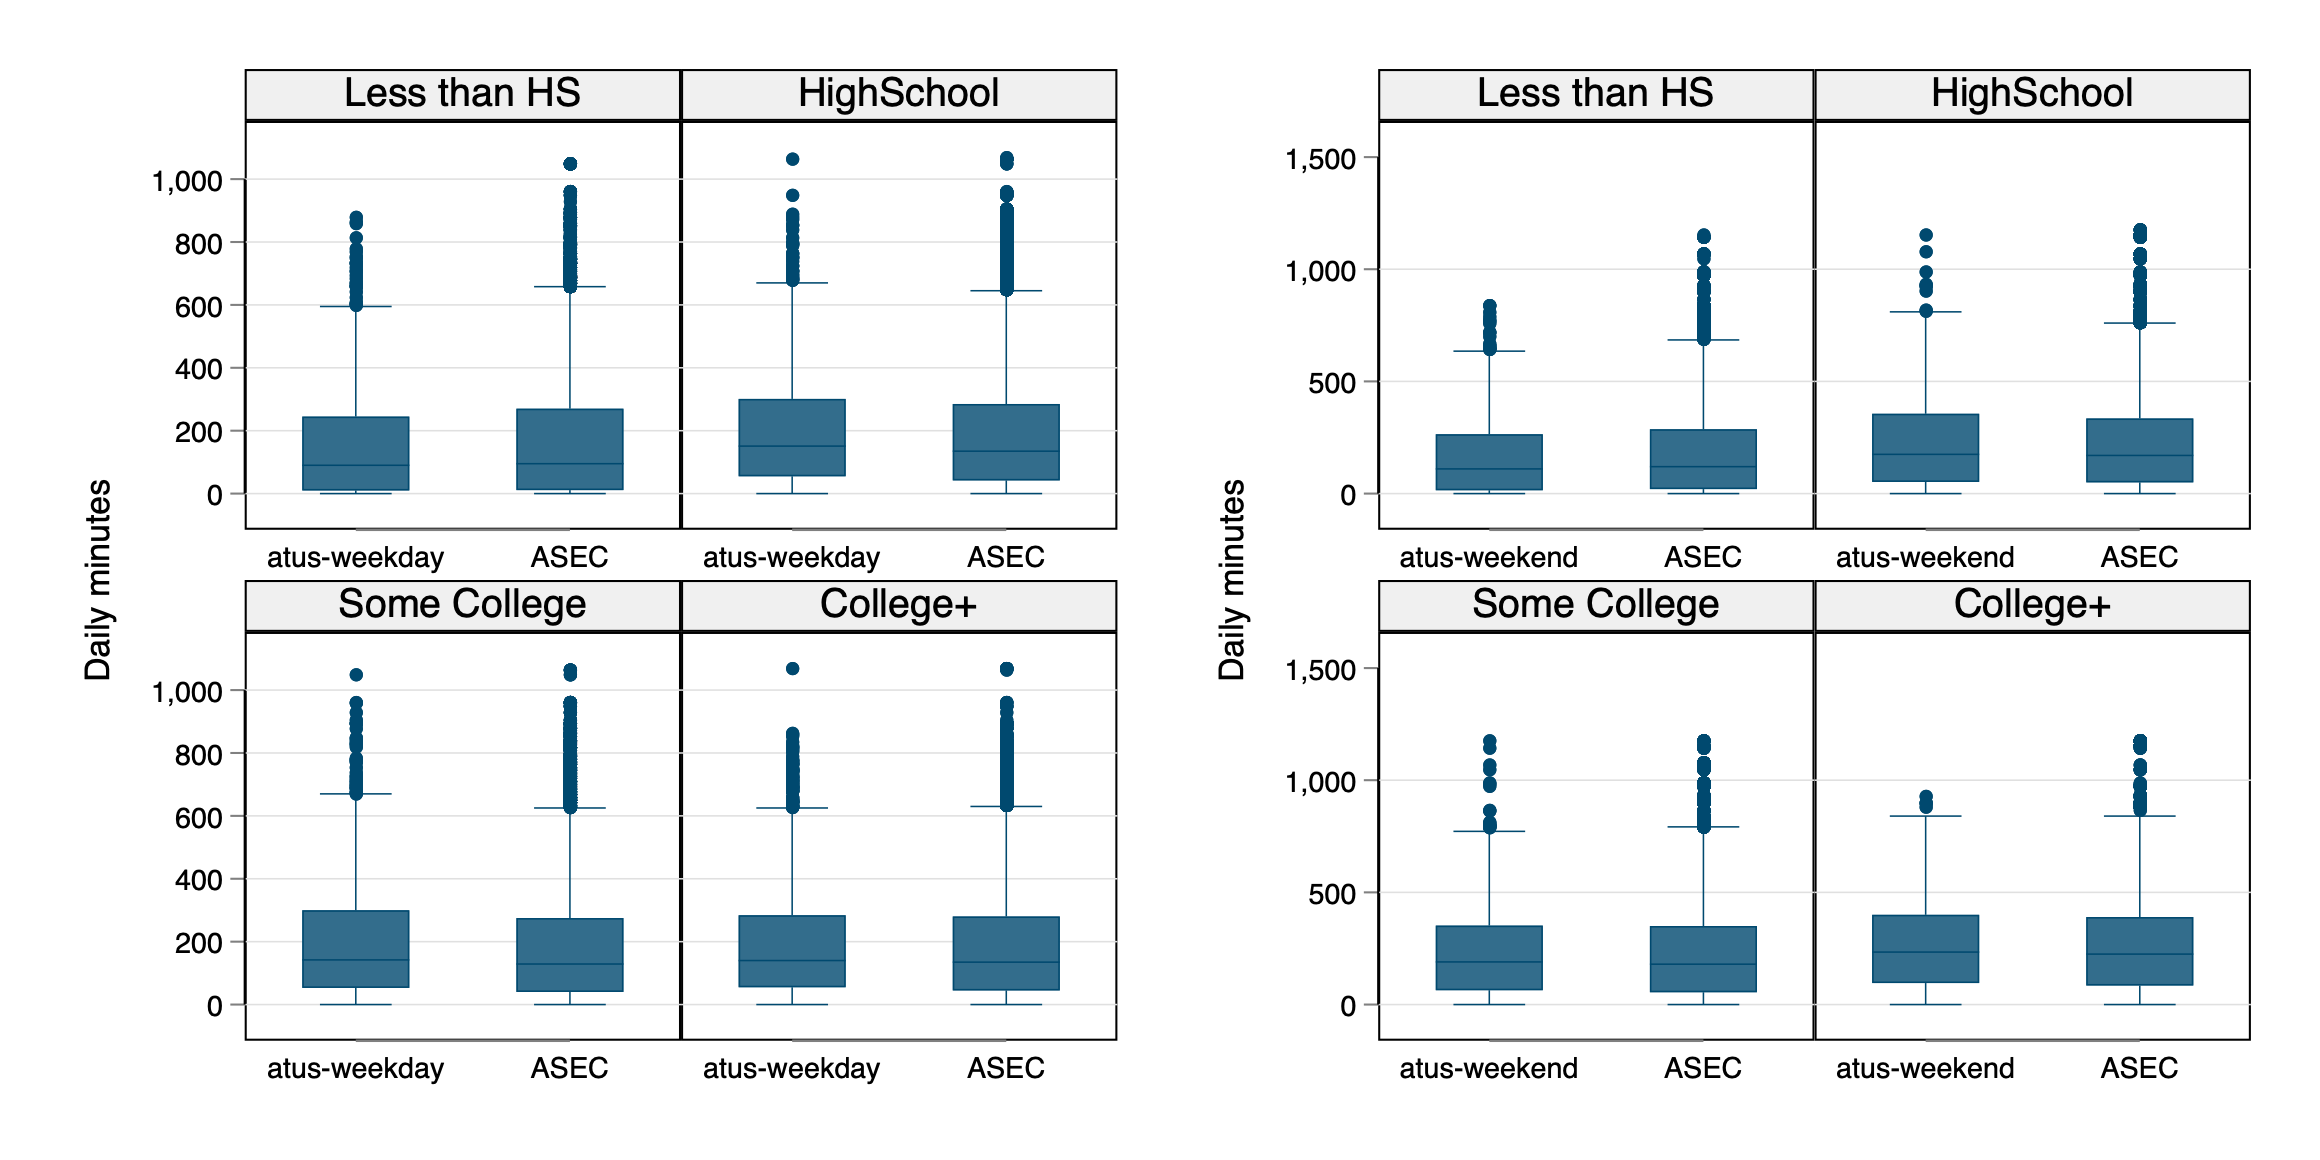 Less than HS
HighSchool
1,000
800
600
400
200
0
atus-weekday
ASEC
atus-weekday
ASEC
Some College
College+
1,000
800
600
400
200
0
atus-weekday
ASEC
atus-weekday
ASEC
Daily minutes
Less than HS
HighSchool
1,500
1,000
500
0
atus-weekend
ASEC
atus-weekend
ASEC
Some College
College+
1,500
1,000
500
0
atus-weekend
ASEC
atus-weekend
ASEC
Daily minutes